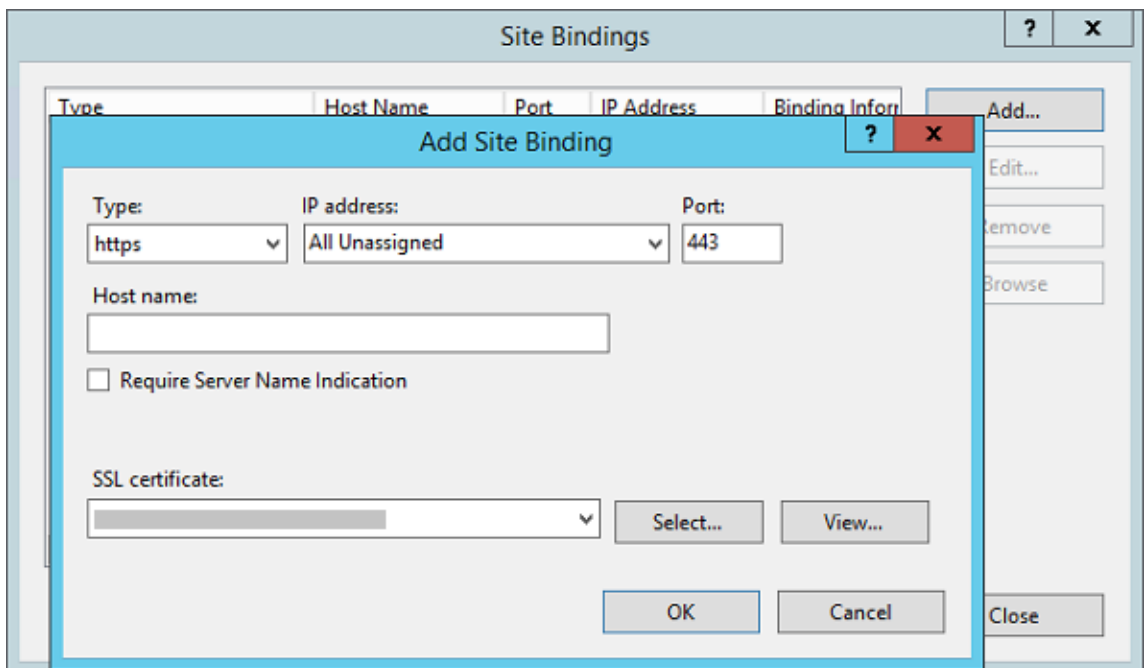 Site Bindings
? x
Type Host Name Port IP Address Binding Inforr
Add...
Add Site Binding
? x
Edit...
Remove
Browse
Type: IP address: Port:
https All Unassigned 443
Host name:
Require Server Name Indication
SSL certificate:
Select... View...
OK Cancel
Close